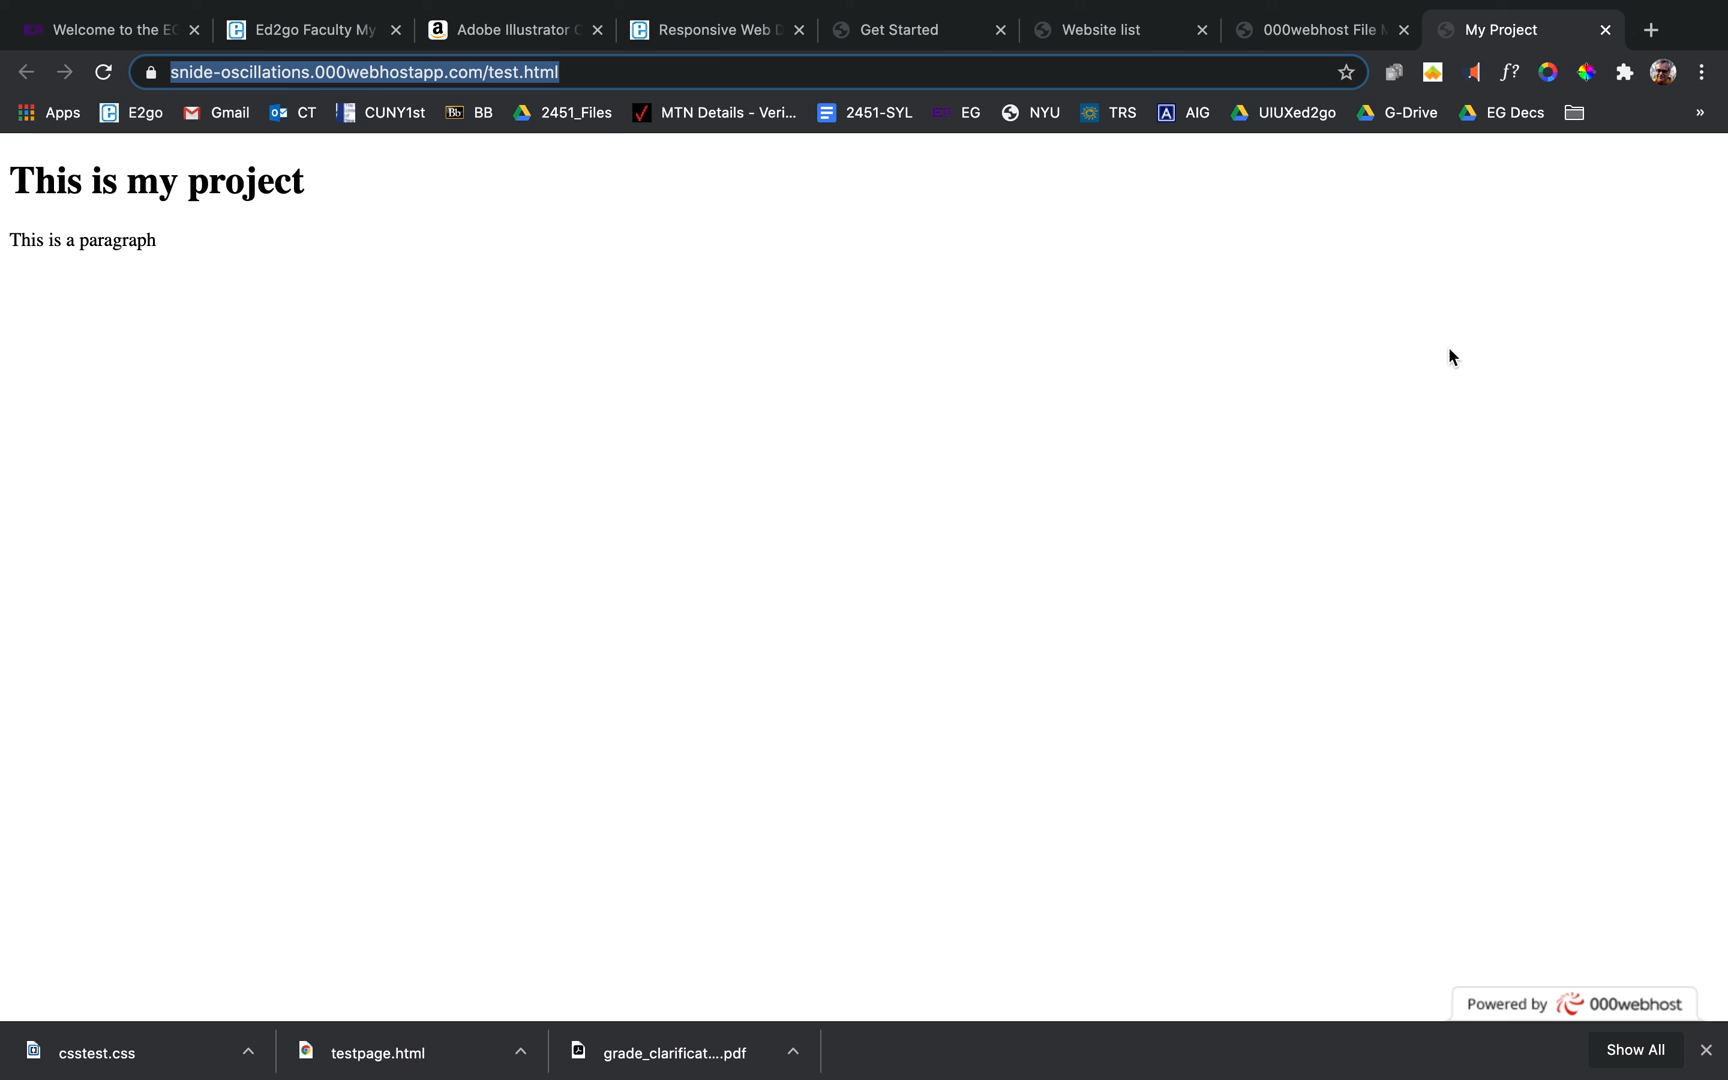 Welcome to the EG
Ed2go Faculty My
Adobe Illustrator C
Responsive Web D
Get Started
Website list
000webhost File M
My Project
snide-oscillations.000webhostapp.com/test.html
f?
Apps
E2go
Gmail
CT
CUNY1st
Bb BB
2451_Files
MTN Details - Veri...
2451-SYL
EG
NYU
TRS
A AIG
UIUXed2go
G-Drive
EG Decs
»
This is my project
This is a paragraph
Powered by 000webhost
csstest.css
testpage.html
grade_clarificat....pdf
Show All